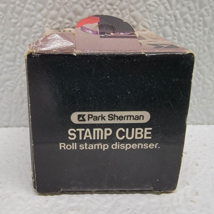 Park Sherman
STAMP CUBE
Roll stamp dispenser.